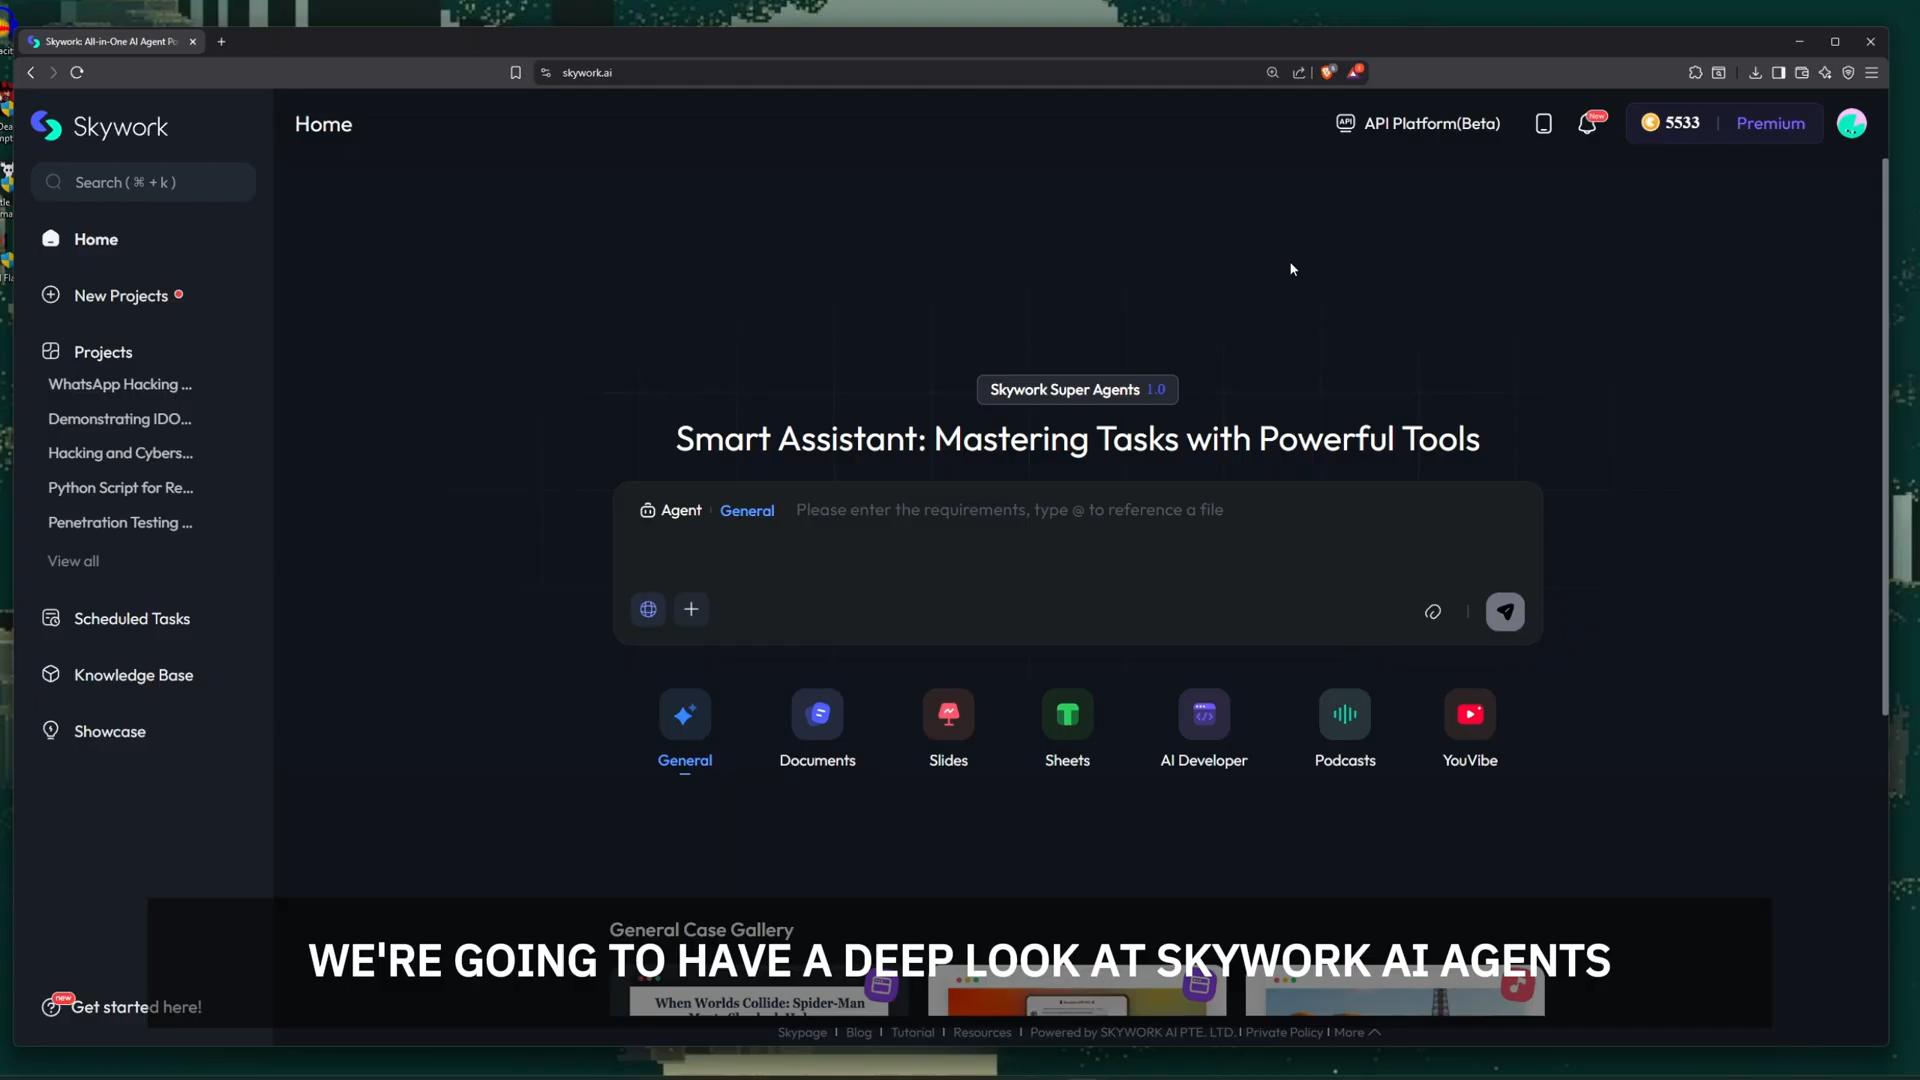 Skywork: All-in-One AI Agent Po
skywork.ai
Skywork
Home
API Platform(Beta)
New
5533
Premium
Search ( ⌘ + k )
Home
New Projects
Projects
WhatsApp Hacking ...
Demonstrating IDO...
Hacking and Cybers...
Python Script for Re...
Penetration Testing ...
View all
Scheduled Tasks
Knowledge Base
Showcase
new
Get started here!
Skywork Super Agents 1.0
Smart Assistant: Mastering Tasks with Powerful Tools
Agent
General
Please enter the requirements, type @ to reference a file
General
Documents
Slides
Sheets
AI Developer
Podcasts
YouVibe
General Case Gallery
WE'RE GOING TO HAVE A DEEP LOOK AT SKYWORK AI AGENTS
When Worlds Collide: Spider-Man
Skypage | Blog | Tutorial | Resources | Powered by SKYWORK AI PTE. LTD. | Private Policy | More